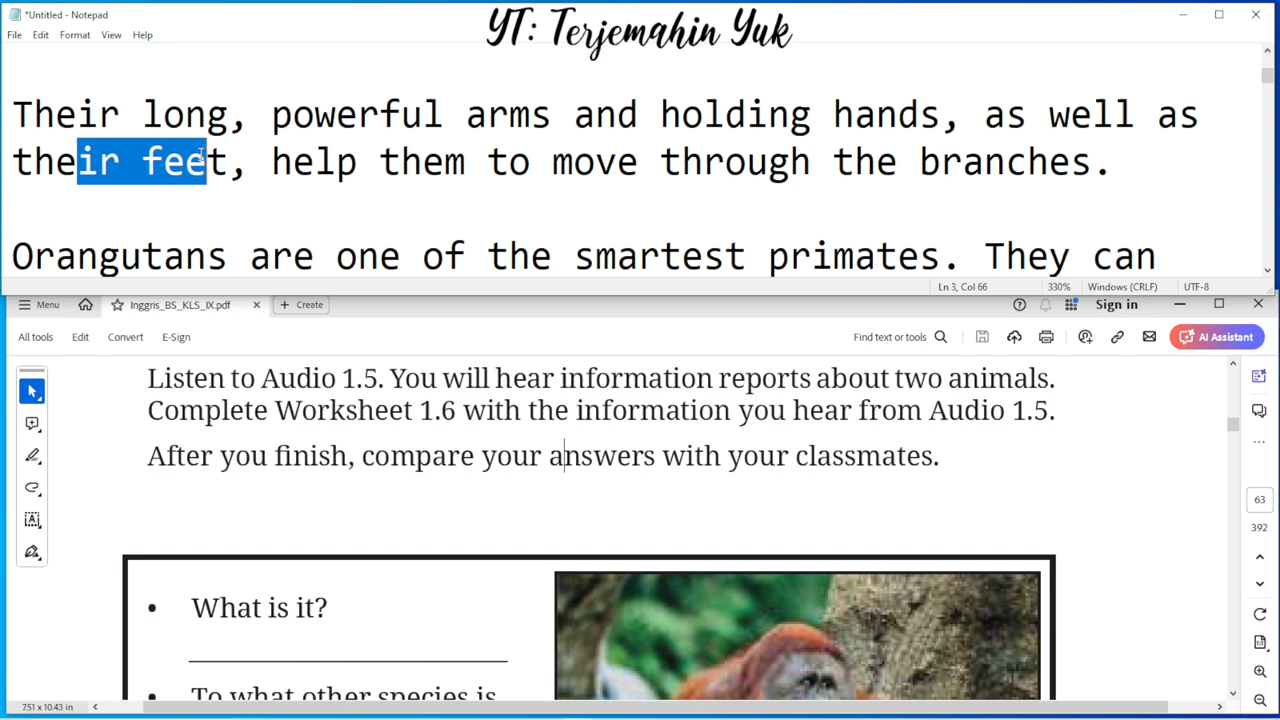 *Untitled - Notepad
YT: Terjemahin Yuk
File Edit Format View Help
Their long, powerful arms and holding hands, as well as
their feet, help them to move through the branches.
Orangutans are one of the smartest primates. They can
Ln 3, Col 66 330% Windows (CRLF) UTF-8
Menu Inggris_BS_KLS_IX.pdf Create Sign in
All tools Edit Convert E-Sign Find text or tools AI Assistant
Listen to Audio 1.5. You will hear information reports about two animals.
Complete Worksheet 1.6 with the information you hear from Audio 1.5.
After you finish, compare your answers with your classmates.
63
392
• What is it?
• To what other species is
7.51 x 10.43 in